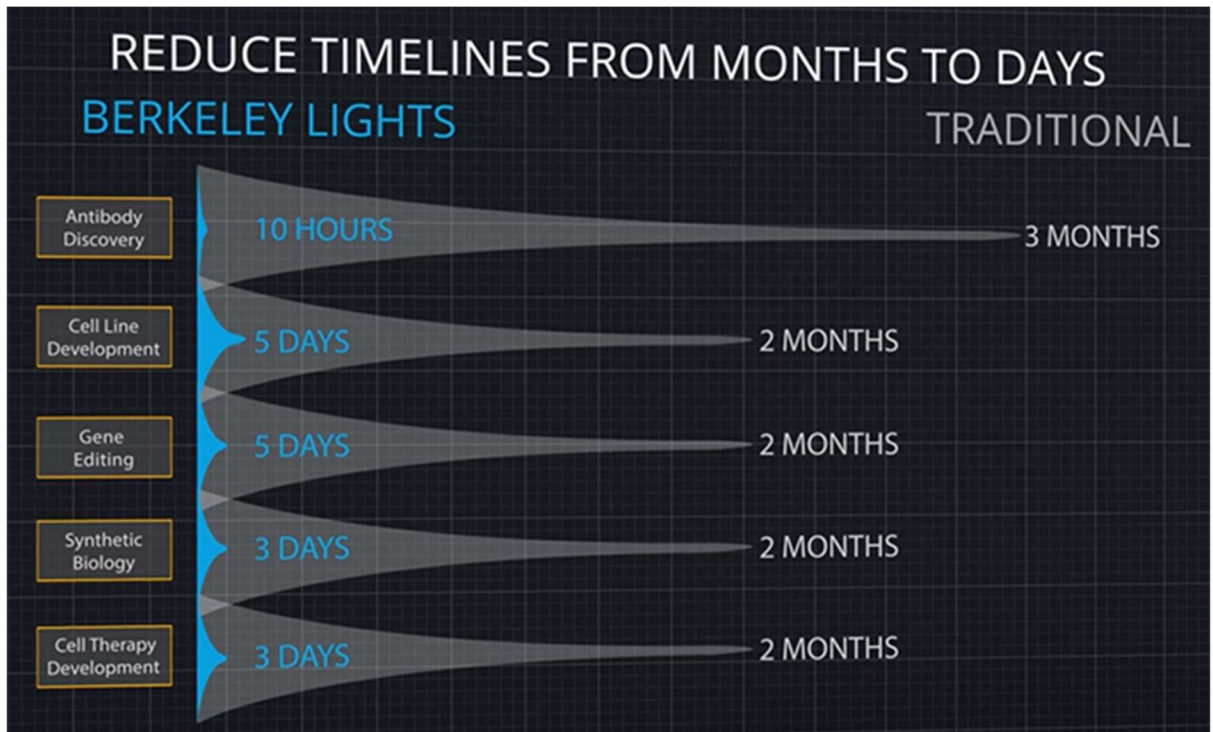 REDUCE TIMELINES FROM MONTHS TO DAYS
BERKELEY LIGHTS
TRADITIONAL
Antibody
Discovery
10 HOURS
3 MONTHS
Cell Line
Development
5 DAYS
2 MONTHS
Gene
Editing
5 DAYS
2 MONTHS
Synthetic
Biology
3 DAYS
2 MONTHS
Cell Therapy
Development
3 DAYS
2 MONTHS